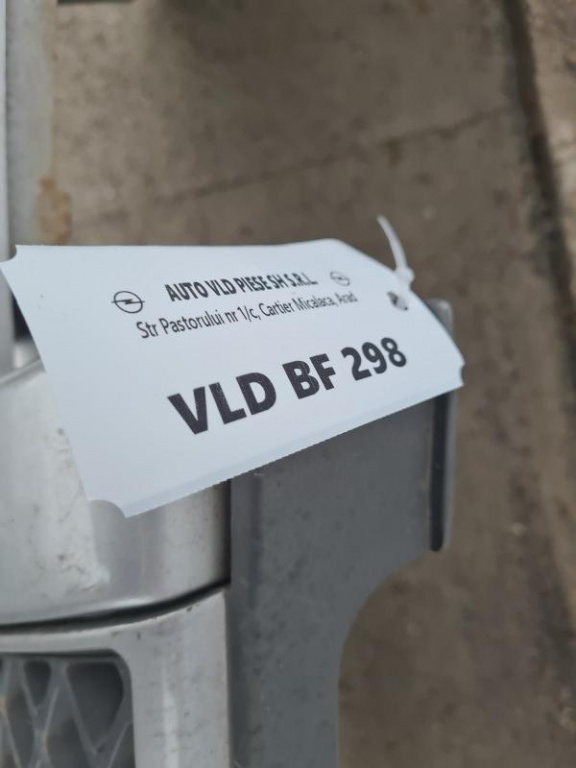 AUTO VLD PIESE SH S.R.L.
Str Pastorului nr 1/c, Cartier Micalaca, Arad
VLD BF 298